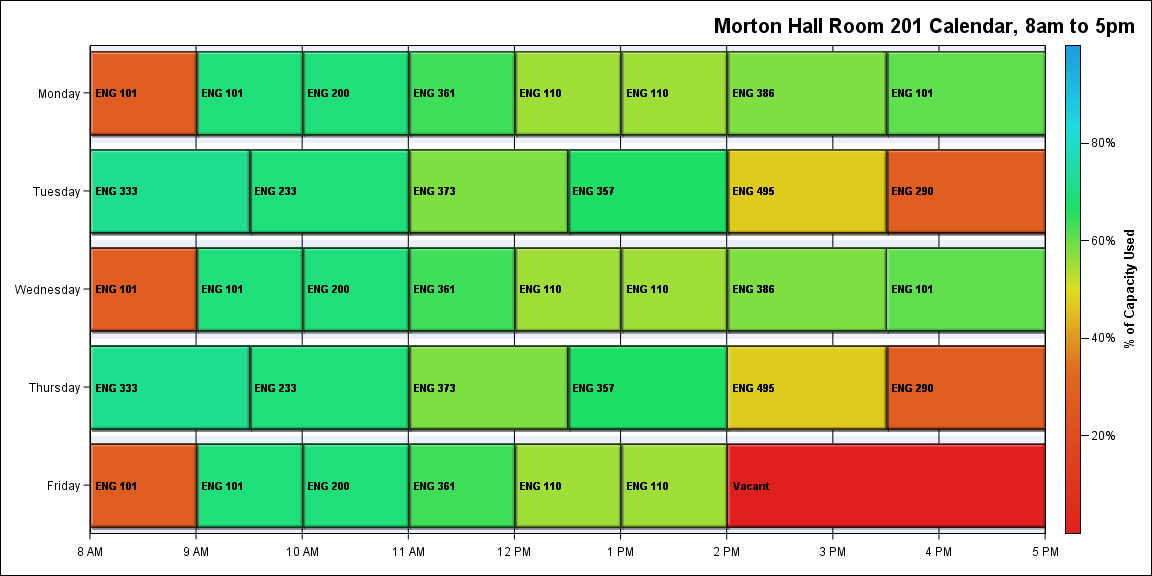 Morton Hall Room 201 Calendar, 8am to 5pm
Monday
ENG 101
ENG 101
ENG 200
ENG 361
ENG 110
ENG 110
ENG 386
ENG 101
Tuesday
ENG 333
ENG 233
ENG 373
ENG 357
ENG 495
ENG 290
Wednesday
ENG 101
ENG 101
ENG 200
ENG 361
ENG 110
ENG 110
ENG 386
ENG 101
Thursday
ENG 333
ENG 233
ENG 373
ENG 357
ENG 495
ENG 290
Friday
ENG 101
ENG 101
ENG 200
ENG 361
ENG 110
ENG 110
Vacant
8 AM
9 AM
10 AM
11 AM
12 PM
1 PM
2 PM
3 PM
4 PM
5 PM
80%
60%
40%
20%
% of Capacity Used